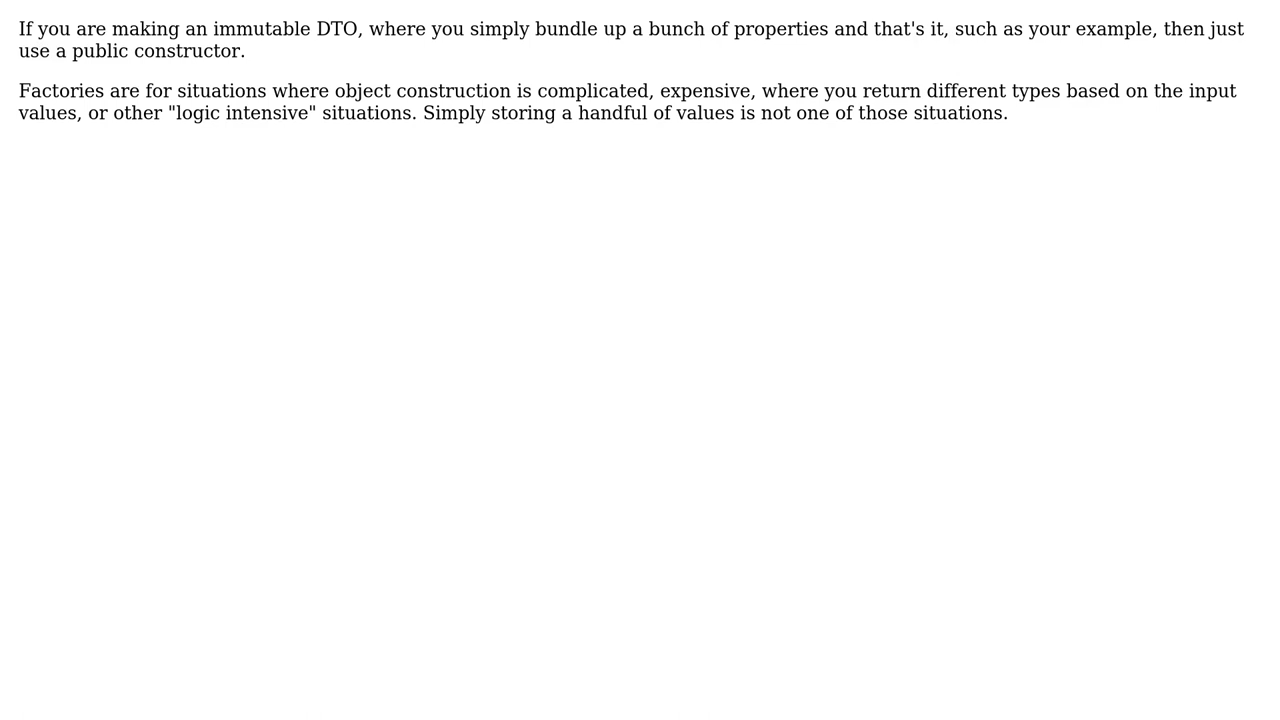 If you are making an immutable DTO, where you simply bundle up a bunch of properties and that's it, such as your example, then just
use a public constructor.
Factories are for situations where object construction is complicated, expensive, where you return different types based on the input
values, or other "logic intensive" situations. Simply storing a handful of values is not one of those situations.